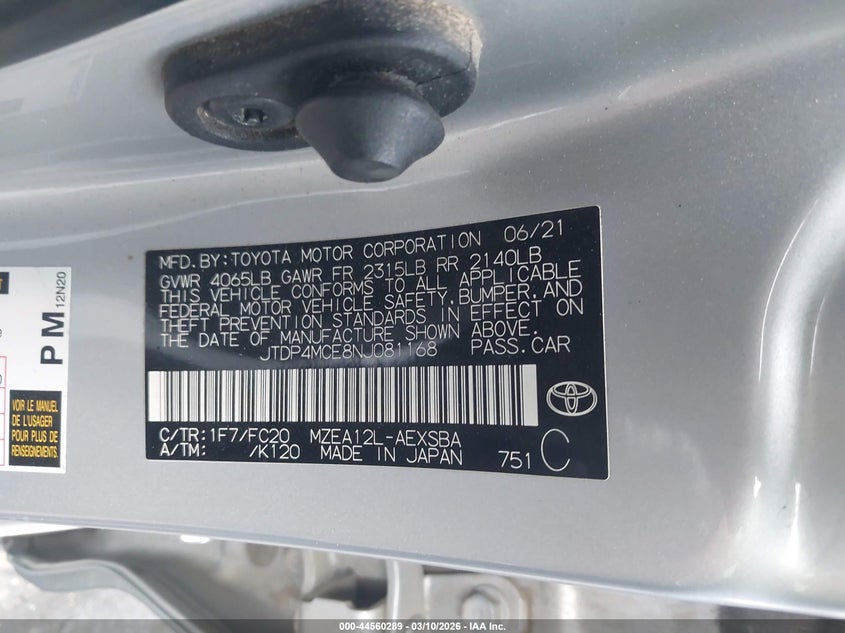 MFD.BY:TOYOTA MOTOR CORPORATION 06/21
GVWR 4065LB GAWR FR 2315LB RR 2140LB
THIS VEHICLE CONFORMS TO ALL APPLICABLE
FEDERAL MOTOR VEHICLE SAFETY,BUMPER,AND
THEFT PREVENTION STANDARDS IN EFFECT ON
THE DATE OF MANUFACTURE SHOWN ABOVE.
JTDP4MCE8NJ081168 PASS.CAR
C/TR:1F7/FC20 MZEA12L-AEXSBA
A/TM: /K120 MADE IN JAPAN 751 C
PM 12N20
VOIR LE MANUEL
DE L'USAGER
POUR PLUS DE
RENSEIGNEMENTS
000-44560289 - 03/10/2026 - IAA Inc.